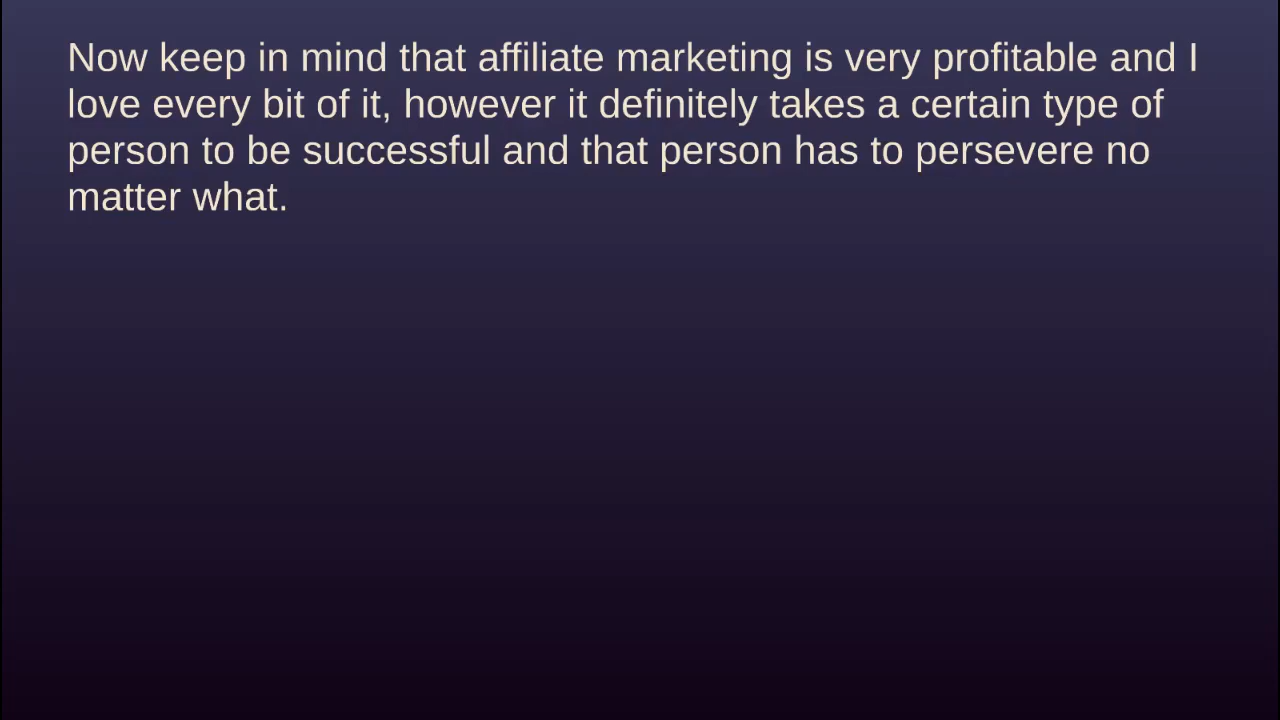 Now keep in mind that affiliate marketing is very profitable and I
love every bit of it, however it definitely takes a certain type of
person to be successful and that person has to persevere no
matter what.